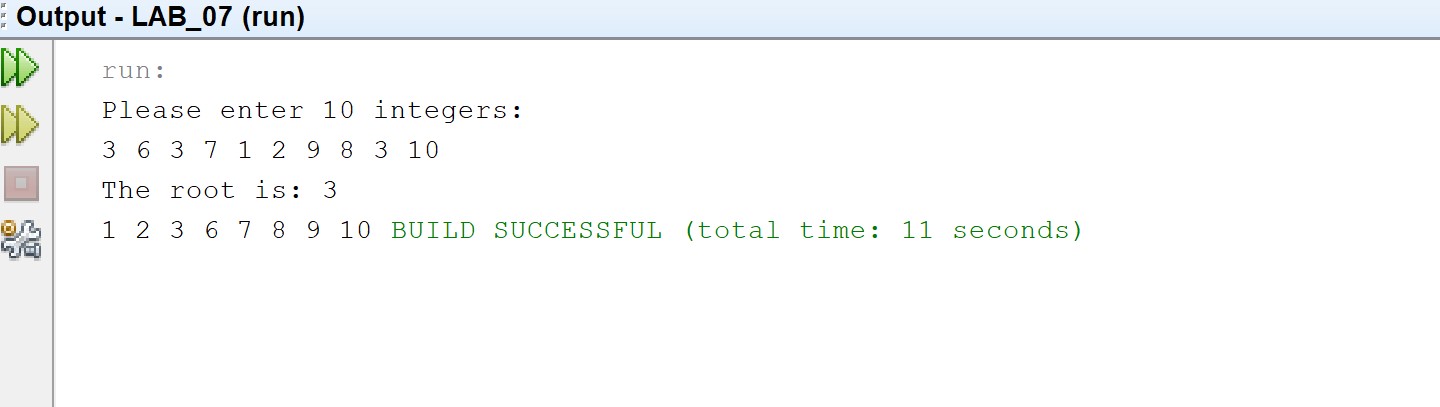 Output - LAB_07 (run)
run:
Please enter 10 integers:
3 6 3 7 1 2 9 8 3 10
The root is: 3
1 2 3 6 7 8 9 10 BUILD SUCCESSFUL (total time: 11 seconds)